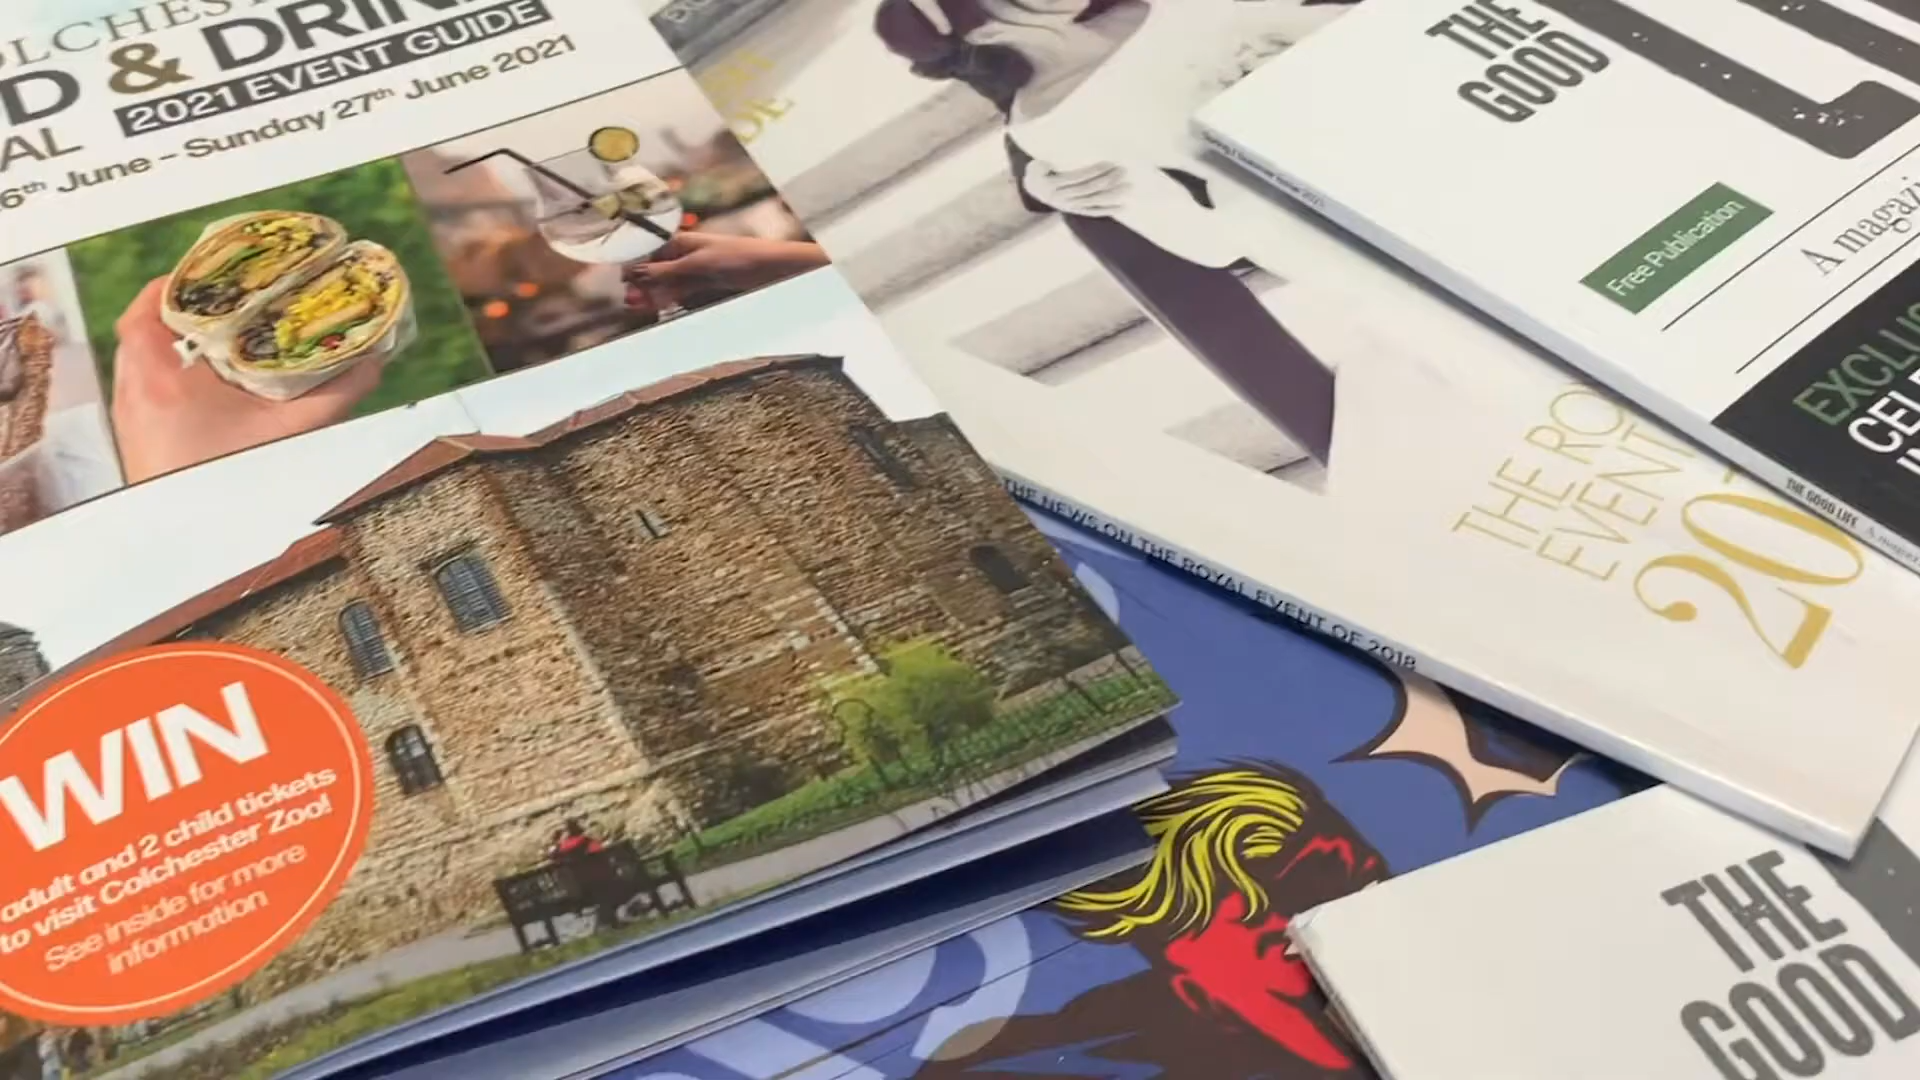 & DRIN
2021 EVENT GUIDE
6th June - Sunday 27th June 2021
WIN
adult and 2 child tickets
to visit Colchester Zoo!
See inside for more
information
THE NEWS ON THE ROYAL EVENT OF 2018
THE RO
EVENT
20
THE
GOOD
Free Publication
A magazi
EXCLUS
CEL
THE GOOD LIFE
THE
GOOD